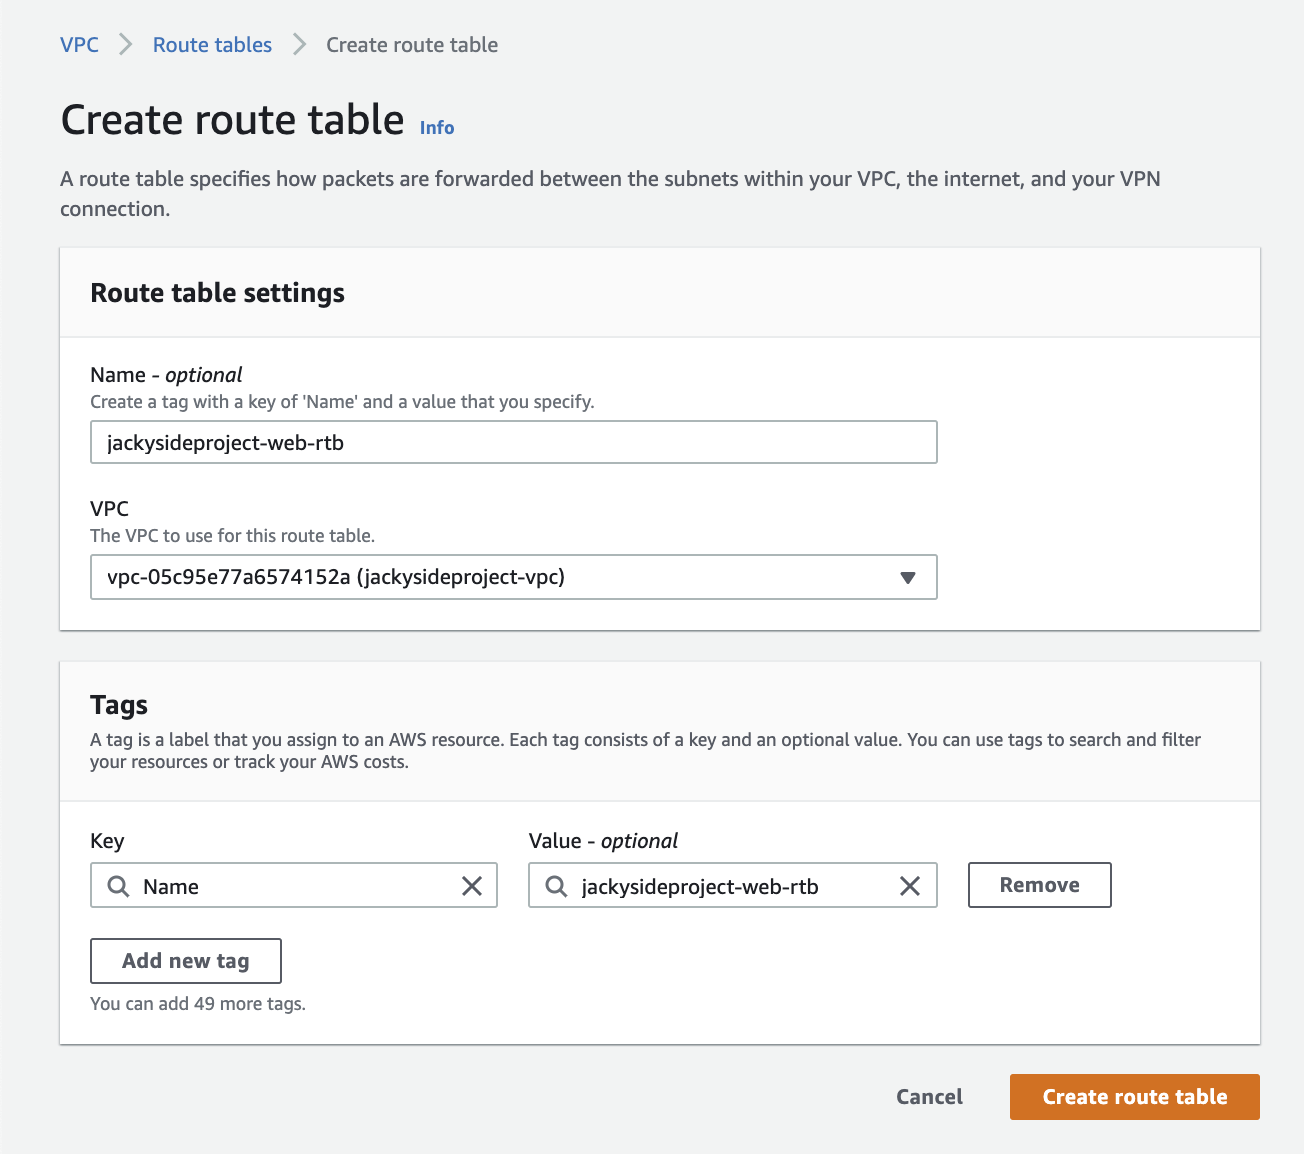 VPC > Route tables > Create route table
Create route table Info
A route table specifies how packets are forwarded between the subnets within your VPC, the internet, and your VPN
connection.
Route table settings
Name - optional
Create a tag with a key of 'Name' and a value that you specify.
jackysideproject-web-rtb
VPC
The VPC to use for this route table.
vpc-05c95e77a6574152a (jackysideproject-vpc)
Tags
A tag is a label that you assign to an AWS resource. Each tag consists of a key and an optional value. You can use tags to search and filter
your resources or track your AWS costs.
Key Value - optional
Name jackysideproject-web-rtb Remove
Add new tag
You can add 49 more tags.
Cancel Create route table